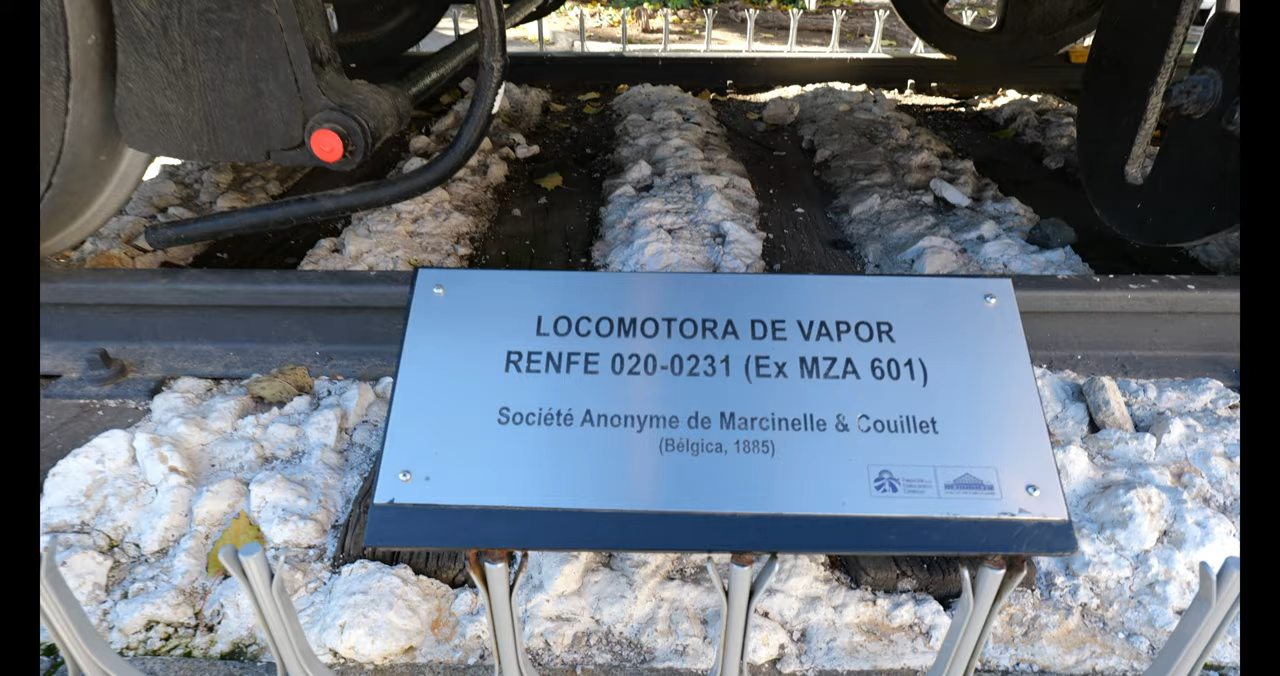 LOCOMOTORA DE VAPOR
RENFE 020-0231 (Ex MZA 601)
Société Anonyme de Marcinelle & Couillet
(Bélgica, 1885)